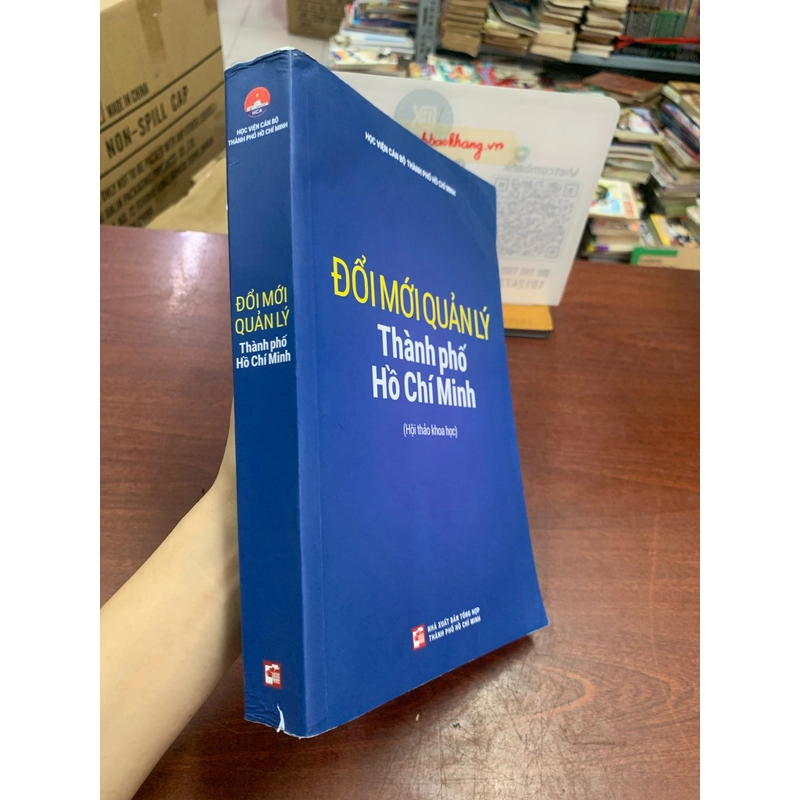 MADE IN CHINA
NON-SPILL CAP
HCA
HỌC VIỆN CÁN BỘ
THÀNH PHỐ HỒ CHÍ MINH
ĐỔI MỚI
QUẢN LÝ
Thành phố
Hồ Chí Minh
HỌC VIỆN CÁN BỘ THÀNH PHỐ HỒ CHÍ MINH
ĐỔI MỚI QUẢN LÝ
Thành phố
Hồ Chí Minh
(Hội thảo khoa học)
NHÀ XUẤT BẢN TỔNG HỢP
THÀNH PHỐ HỒ CHÍ MINH
Vietcombank